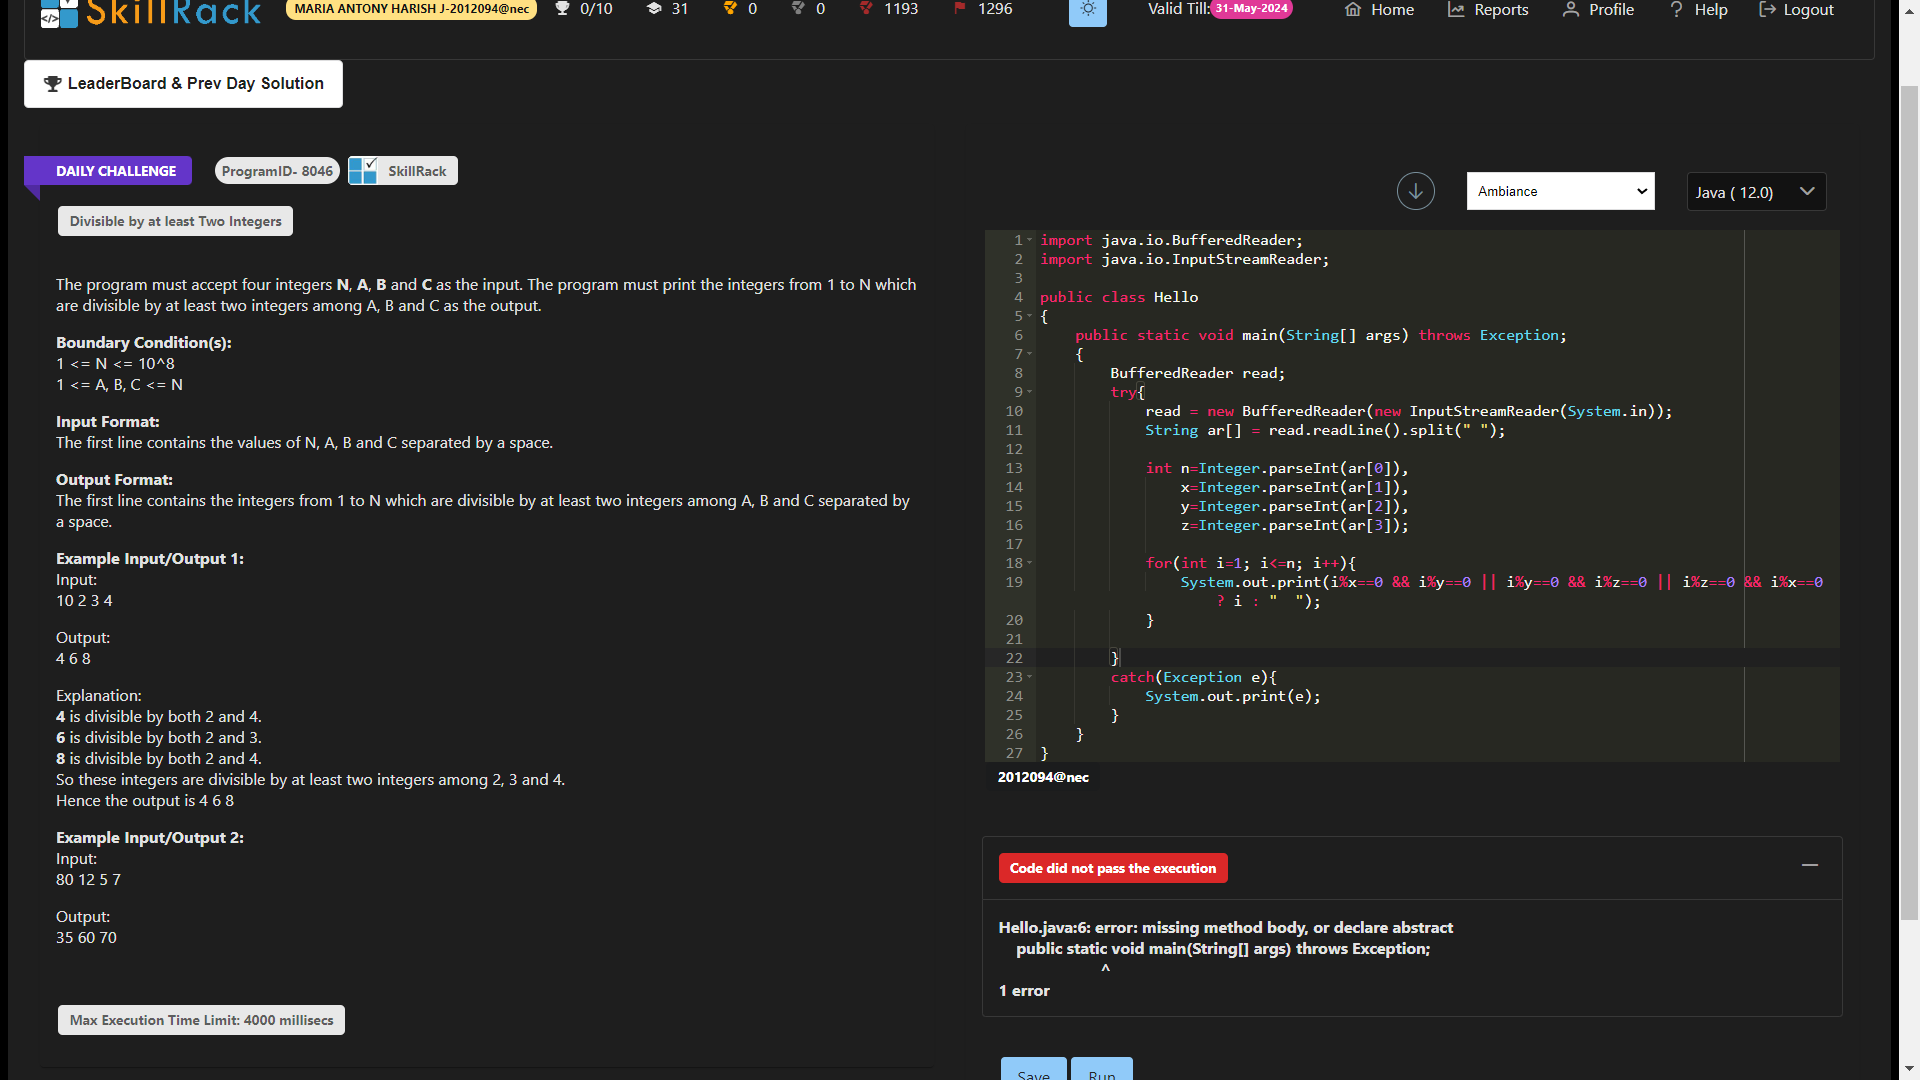 SkillRack
MARIA ANTONY HARISH J-2012094@nec
0/10
31
0
0
1193
1296
Valid Till: 31-May-2024
Home
Reports
Profile
Help
Logout
LeaderBoard & Prev Day Solution
DAILY CHALLENGE
ProgramID- 8046
SkillRack
Divisible by at least Two Integers
The program must accept four integers N, A, B and C as the input. The program must print the integers from 1 to N which
are divisible by at least two integers among A, B and C as the output.
Boundary Condition(s):
1 <= N <= 10^8
1 <= A, B, C <= N
Input Format:
The first line contains the values of N, A, B and C separated by a space.
Output Format:
The first line contains the integers from 1 to N which are divisible by at least two integers among A, B and C separated by
a space.
Example Input/Output 1:
Input:
10 2 3 4
Output:
4 6 8
Explanation:
4 is divisible by both 2 and 4.
6 is divisible by both 2 and 3.
8 is divisible by both 2 and 4.
So these integers are divisible by at least two integers among 2, 3 and 4.
Hence the output is 4 6 8
Example Input/Output 2:
Input:
80 12 5 7
Output:
35 60 70
Max Execution Time Limit: 4000 millisecs
Ambiance
Java ( 12.0)
1 import java.io.BufferedReader;
2 import java.io.InputStreamReader;
3
4 public class Hello
5 {
6     public static void main(String[] args) throws Exception;
7     {
8         BufferedReader read;
9         try{
10             read = new BufferedReader(new InputStreamReader(System.in));
11             String ar[] = read.readLine().split(" ");
12
13             int n=Integer.parseInt(ar[0]),
14                 x=Integer.parseInt(ar[1]),
15                 y=Integer.parseInt(ar[2]),
16                 z=Integer.parseInt(ar[3]);
17
18             for(int i=1; i<=n; i++){
19                 System.out.print(i%x==0 && i%y==0 || i%y==0 && i%z==0 || i%z==0 && i%x==0
? i : "  ");
20             }
21
22         }
23         catch(Exception e){
24             System.out.print(e);
25         }
26     }
27 }
2012094@nec
Code did not pass the execution
Hello.java:6: error: missing method body, or declare abstract
public static void main(String[] args) throws Exception;
^
1 error
Save
Run